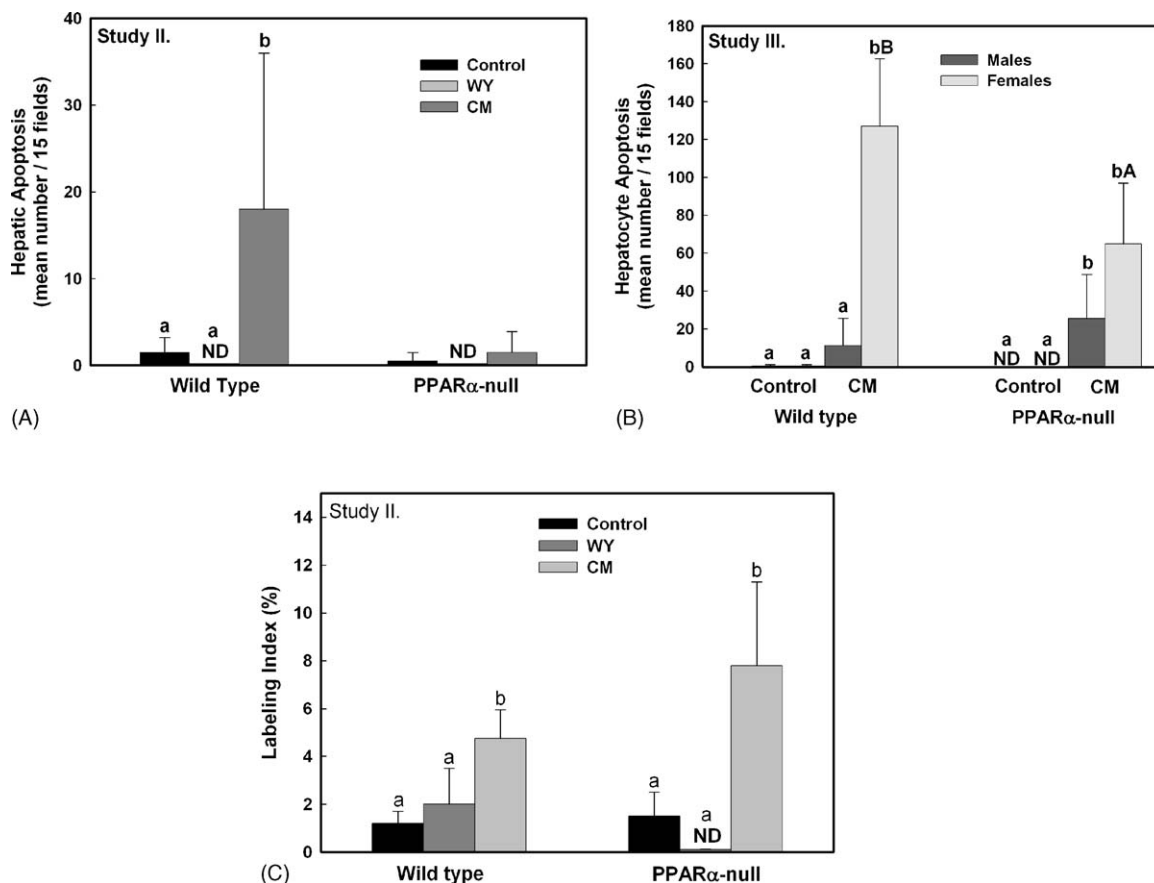 Study II.
Control
WY
CM
Hepatic Apoptosis
(mean number / 15 fields)
40
30
20
10
0
a
a
ND
b
ND
Wild Type
PPARα-null
(A)
Study III.
Males
Females
Hepatocyte Apoptosis
(mean number / 15 fields)
180
160
140
120
100
80
60
40
20
0
a
a
a
bB
a
ND
a
ND
b
bA
Control
CM
Control
CM
Wild type
PPARα-null
(B)
Study II.
Control
WY
CM
Labeling Index (%)
14
12
10
8
6
4
2
0
a
a
b
a
a
ND
b
Wild type
PPARα-null
(C)